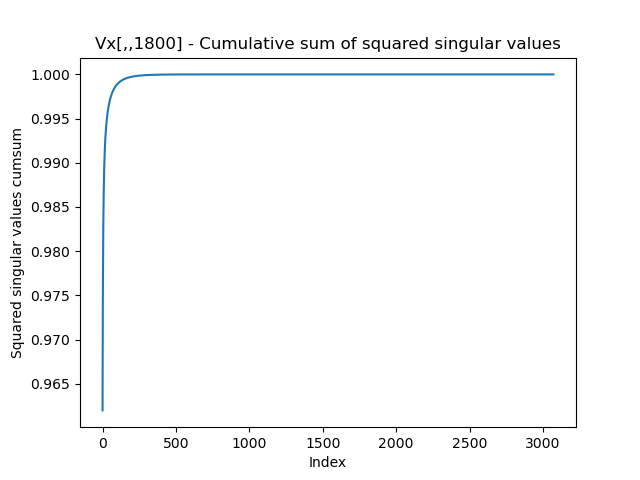 Vx[,,1800] - Cumulative sum of squared singular values
Squared singular values cumsum
1.000
0.995
0.990
0.985
0.980
0.975
0.970
0.965
0 500 1000 1500 2000 2500 3000
Index